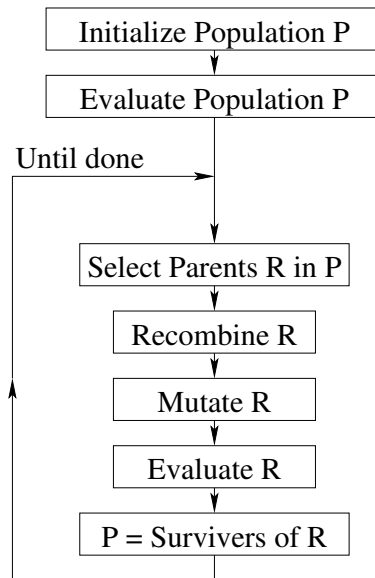 Initialize Population P
Evaluate Population P
Until done
Select Parents R in P
Recombine R
Mutate R
Evaluate R
P = Survivers of R